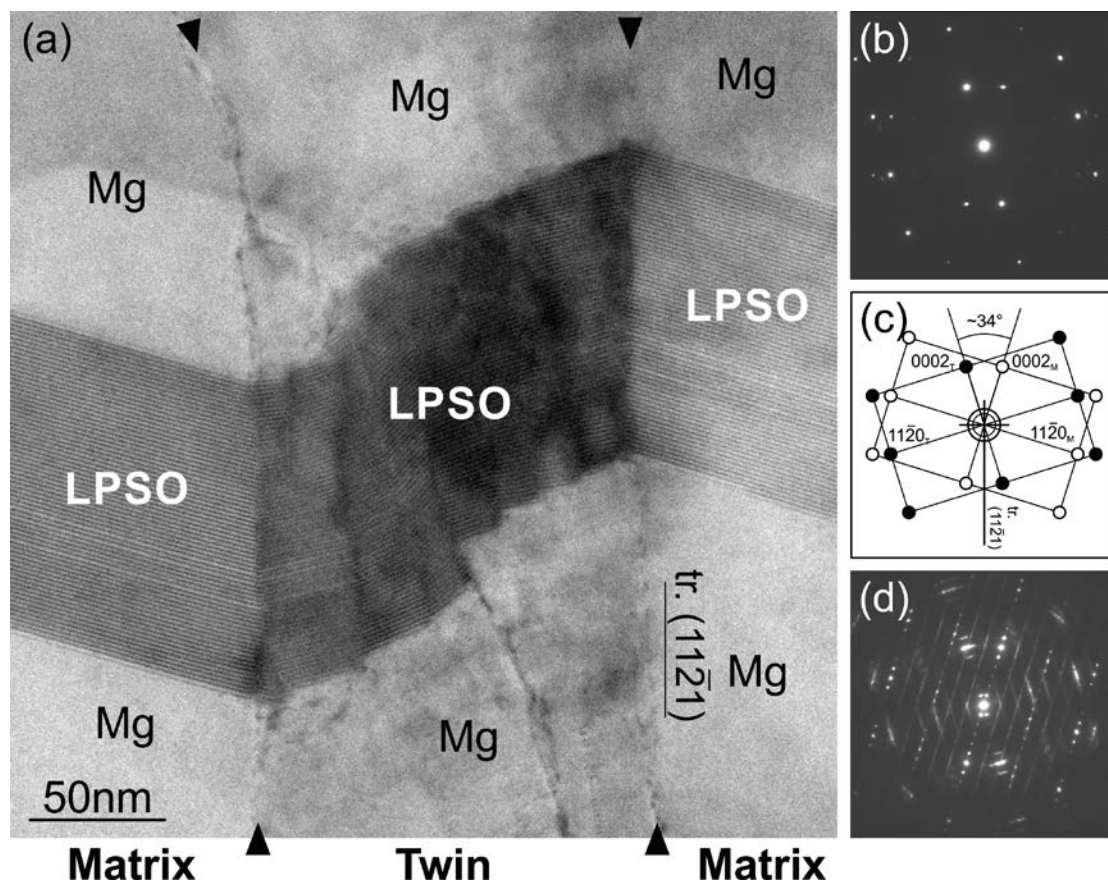 (a)
Mg
Mg
Mg
LPSO
LPSO
LPSO
tr. (112̄1)
Mg
Mg
Mg
50nm
Matrix
Twin
Matrix
(b)
(c)
~34°
0002T
0002M
112̄0T
112̄0M
tr.
(112̄1)
(d)